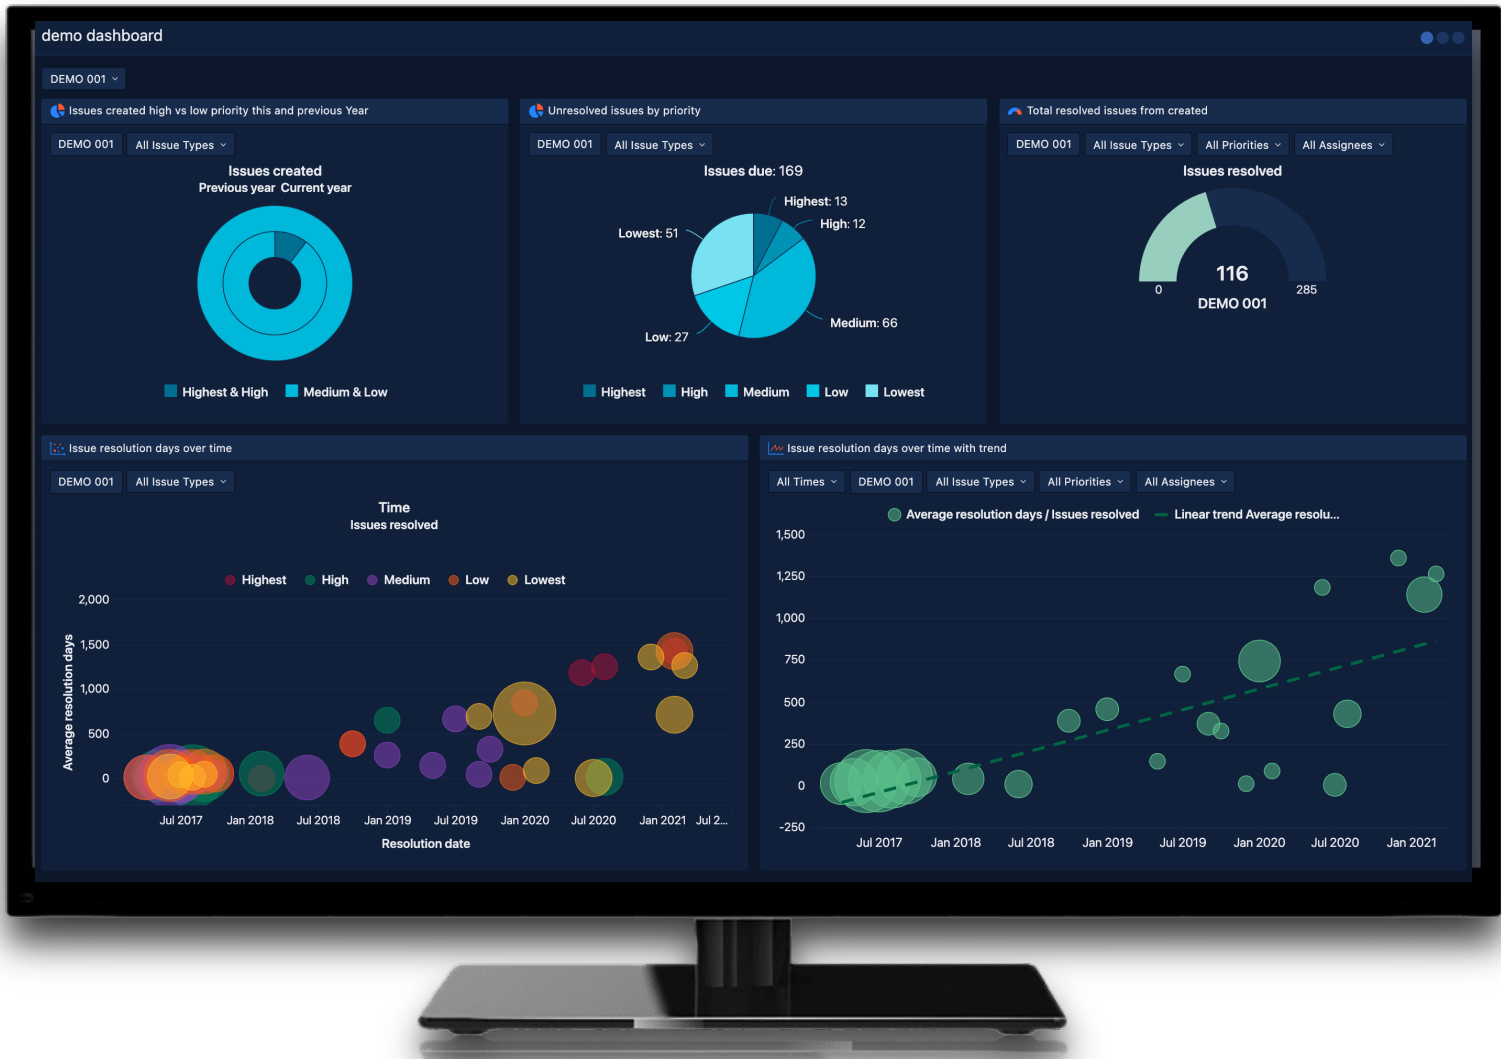 demo dashboard
DEMO 001
Issues created high vs low priority this and previous Year
DEMO 001 All Issue Types
Issues created
Previous year Current year
Highest & High Medium & Low
Unresolved issues by priority
DEMO 001 All Issue Types
Issues due: 169
Highest: 13
High: 12
Lowest: 51
Medium: 66
Low: 27
Highest High Medium Low Lowest
Total resolved issues from created
DEMO 001 All Issue Types All Priorities All Assignees
Issues resolved
116
0 285
DEMO 001
Issue resolution days over time
DEMO 001 All Issue Types
Time
Issues resolved
Highest High Medium Low Lowest
Average resolution days
2,000
1,500
1,000
500
0
Jul 2017 Jan 2018 Jul 2018 Jan 2019 Jul 2019 Jan 2020 Jul 2020 Jan 2021 Jul 2...
Resolution date
Issue resolution days over time with trend
All Times DEMO 001 All Issue Types All Priorities All Assignees
Average resolution days / Issues resolved Linear trend Average resolu...
1,500
1,250
1,000
750
500
250
0
-250
Jul 2017 Jan 2018 Jul 2018 Jan 2019 Jul 2019 Jan 2020 Jul 2020 Jan 2021